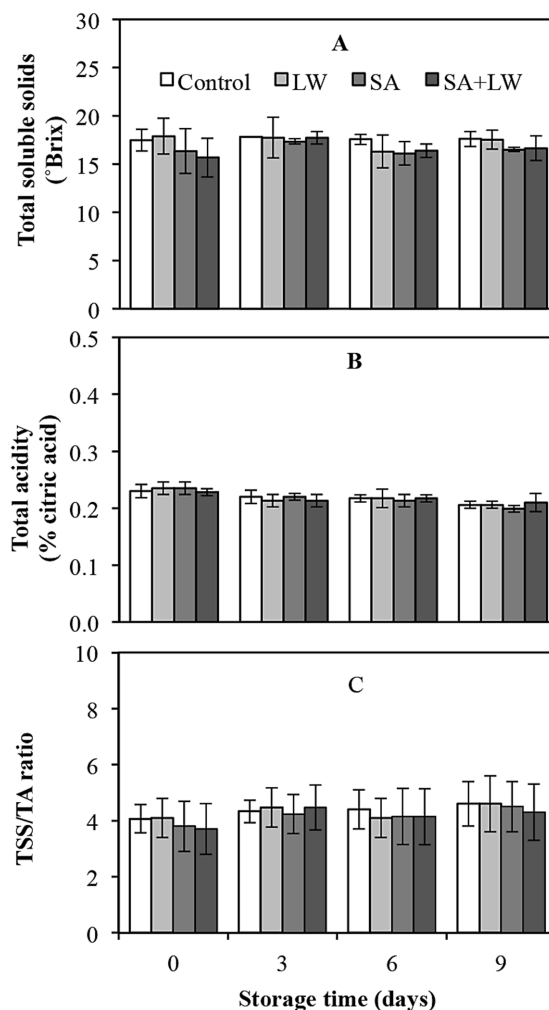 A
Control LW SA SA+LW
Total soluble solids
(°Brix)
30
25
20
15
10
5
0
B
Total acidity
(% citric acid)
0.5
0.4
0.3
0.2
0.1
0.0
C
TSS/TA ratio
10
8
6
4
2
0
0 3 6 9
Storage time (days)